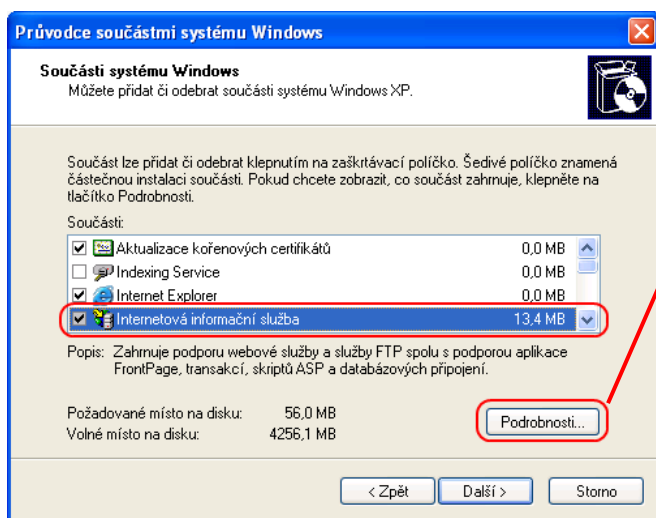 Průvodce součástmi systému Windows
Součásti systému Windows
Můžete přidat či odebrat součásti systému Windows XP.
Součást lze přidat či odebrat klepnutím na zaškrtávací políčko. Šedivé políčko znamená
částečnou instalaci součásti. Pokud chcete zobrazit, co součást zahrnuje, klepněte na
tlačítko Podrobnosti.
Součásti:
Aktualizace kořenových certifikátů 0,0 MB
Indexing Service 0,0 MB
Internet Explorer 0,0 MB
Internetová informační služba 13,4 MB
Popis: Zahrnuje podporu webové služby a služby FTP spolu s podporou aplikace
FrontPage, transakcí, skriptů ASP a databázových připojení.
Požadované místo na disku: 56,0 MB
Volné místo na disku: 4256,1 MB
Podrobnosti...
< Zpět Další > Storno